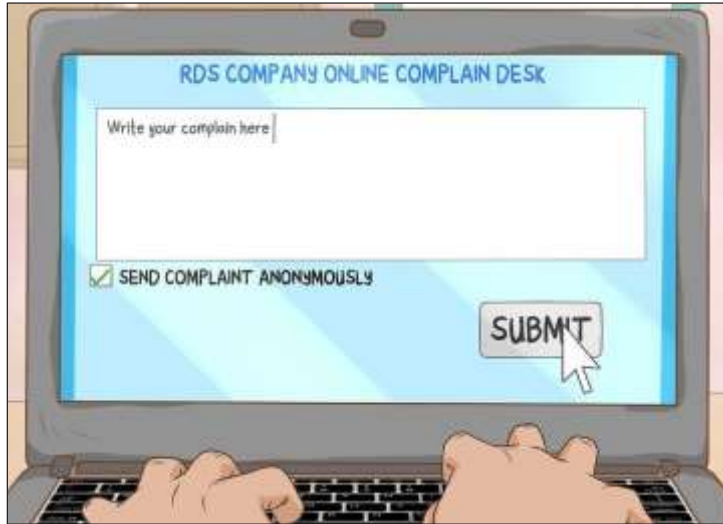 RDS COMPANY ONLINE COMPLAIN DESK
Write your complain here
SEND COMPLAINT ANONYMOUSLY
SUBMIT